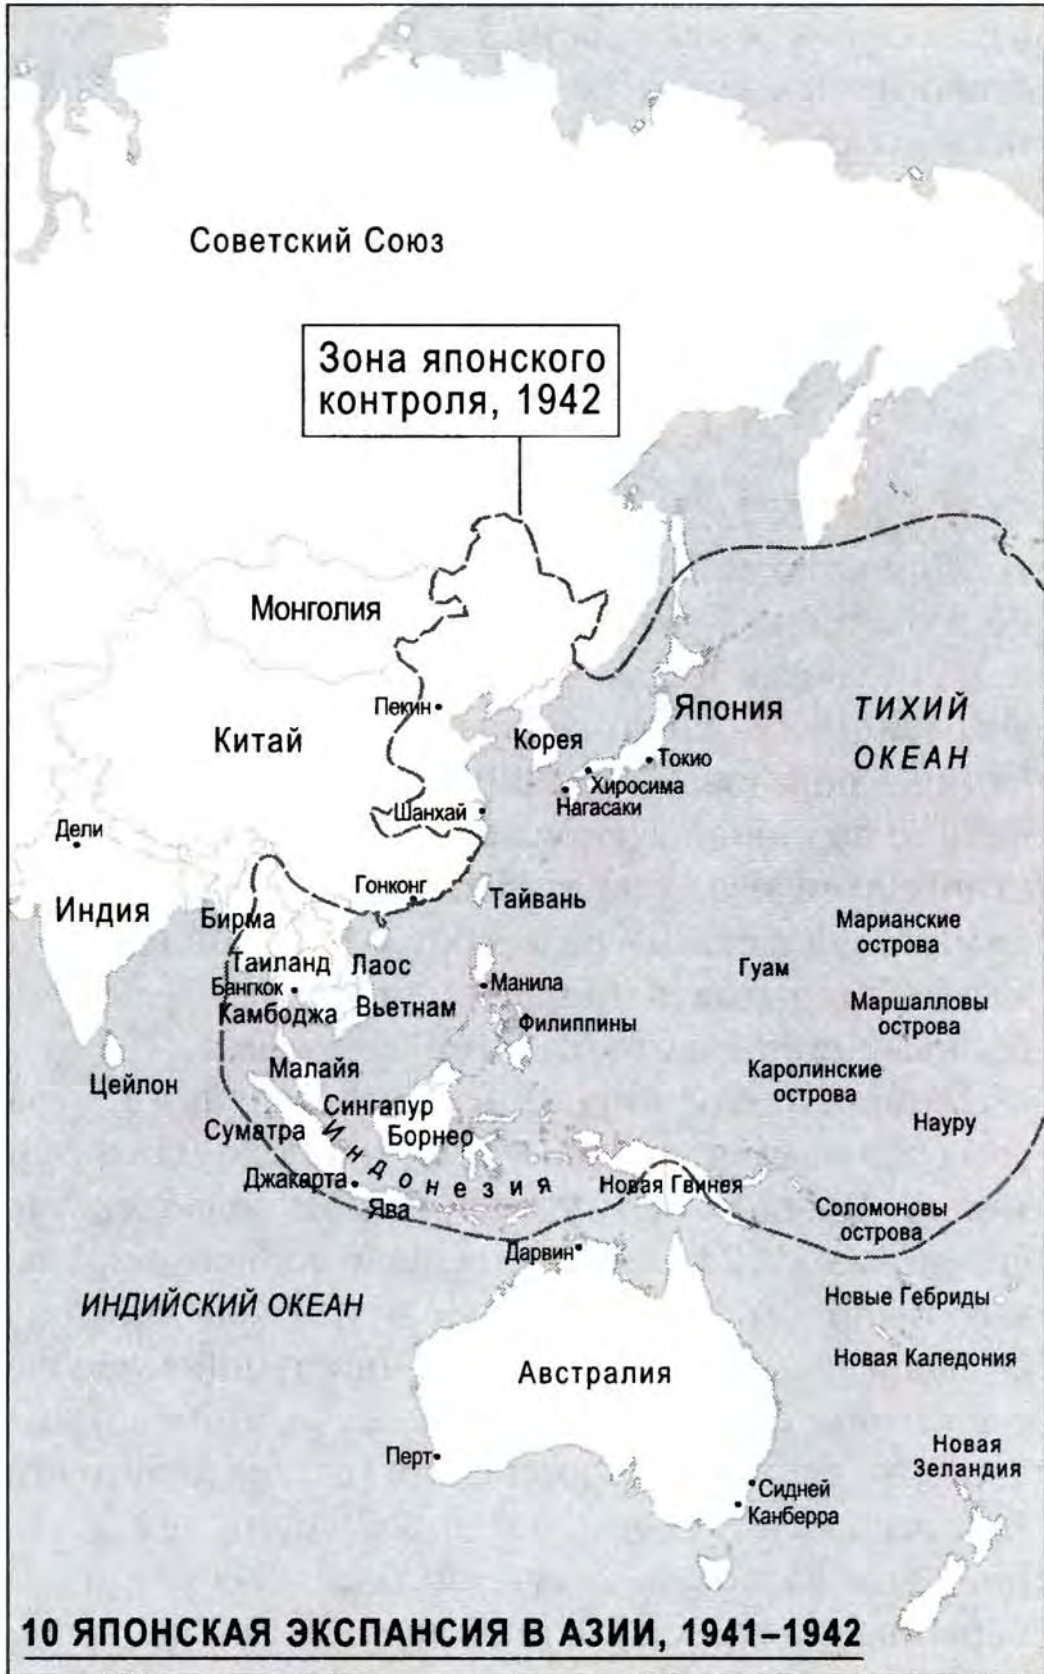 Советский Союз
Зона японского
контроля, 1942
Монголия
Пекин
Китай
Корея
Япония
ТИХИЙ
ОКЕАН
Токио
Хиросима
Нагасаки
Шанхай
Дели
Индия
Гонконг
Тайвань
Бирма
Таиланд
Лаос
Бангкок
Камбоджа
Вьетнам
Манила
Филиппины
Марианские
острова
Гуам
Маршалловы
острова
Каролинские
острова
Науру
Цейлон
Малайя
Сингапур
Суматра
Борнео
Индонезия
Джакарта
Ява
Новая Гвинея
Соломоновы
острова
Дарвин
ИНДИЙСКИЙ ОКЕАН
Новые Гебриды
Новая Каледония
Австралия
Перт
Новая
Зеландия
Сидней
Канберра
10 ЯПОНСКАЯ ЭКСПАНСИЯ В АЗИИ, 1941–1942